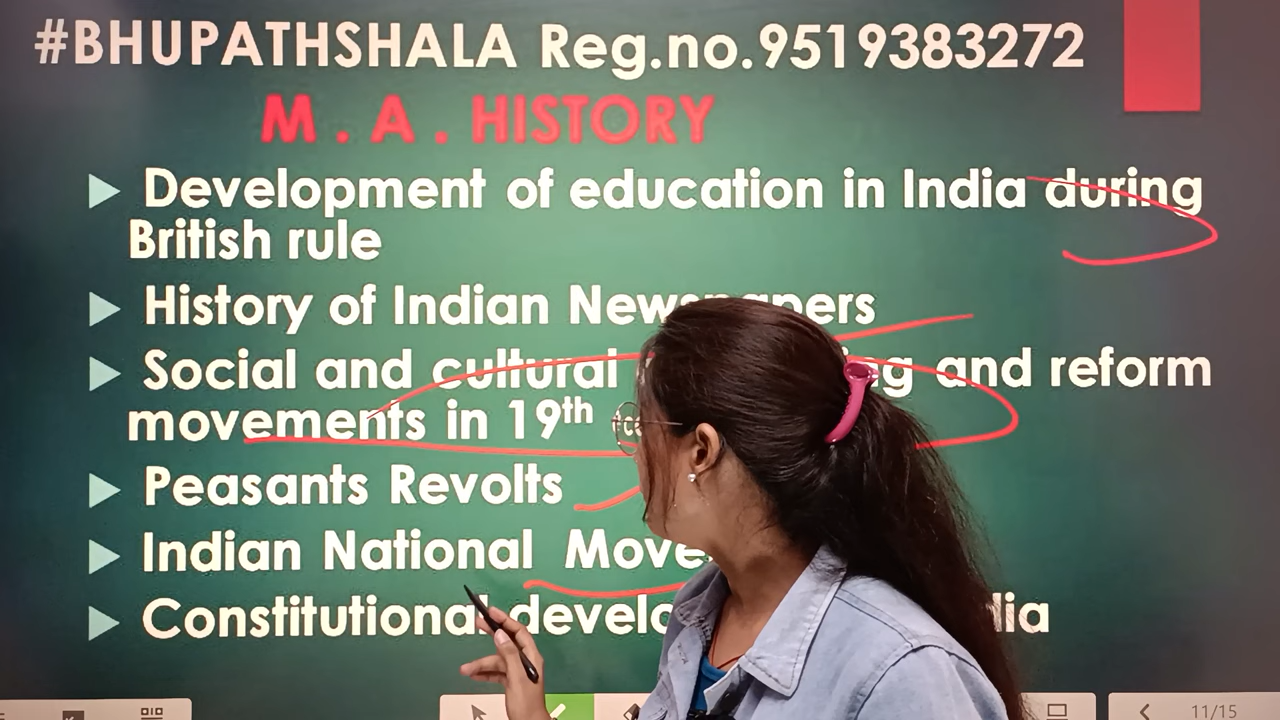 #BHUPATHSHALA Reg.no.9519383272
M . A . HISTORY
Development of education in India during
British rule
History of Indian Newspapers
Social and cultural and reform
movements in 19th
Peasants Revolts
Indian National
Constitutional
11/15